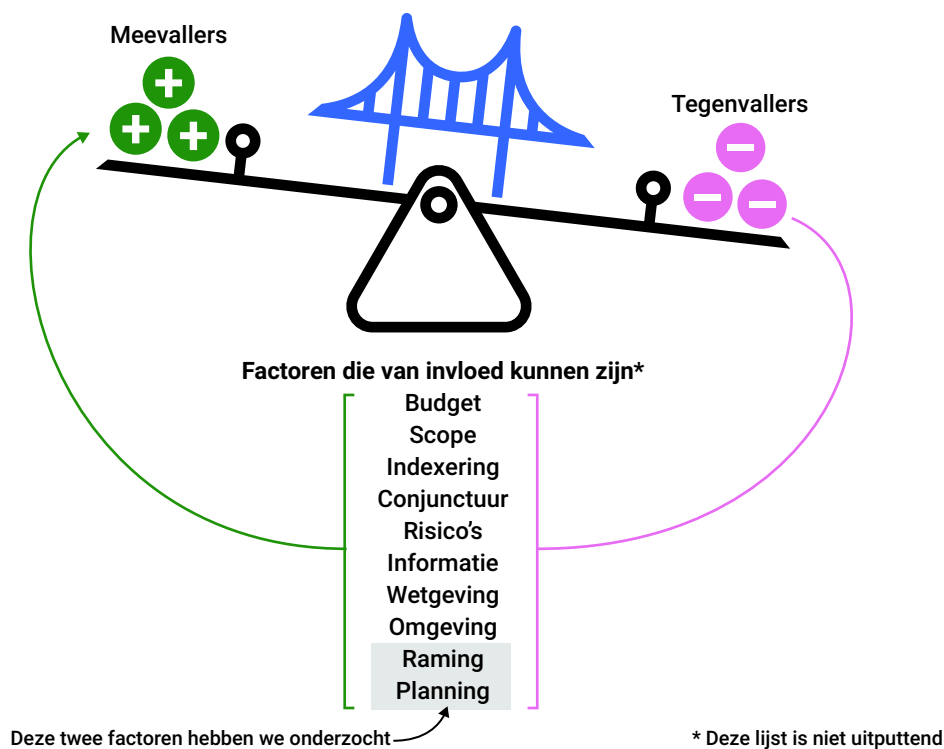 Meevallers
Tegenvallers
Factoren die van invloed kunnen zijn*
Budget
Scope
Indexering
Conjunctuur
Risico’s
Informatie
Wetgeving
Omgeving
Raming
Planning
Deze twee factoren hebben we onderzocht
* Deze lijst is niet uitputtend